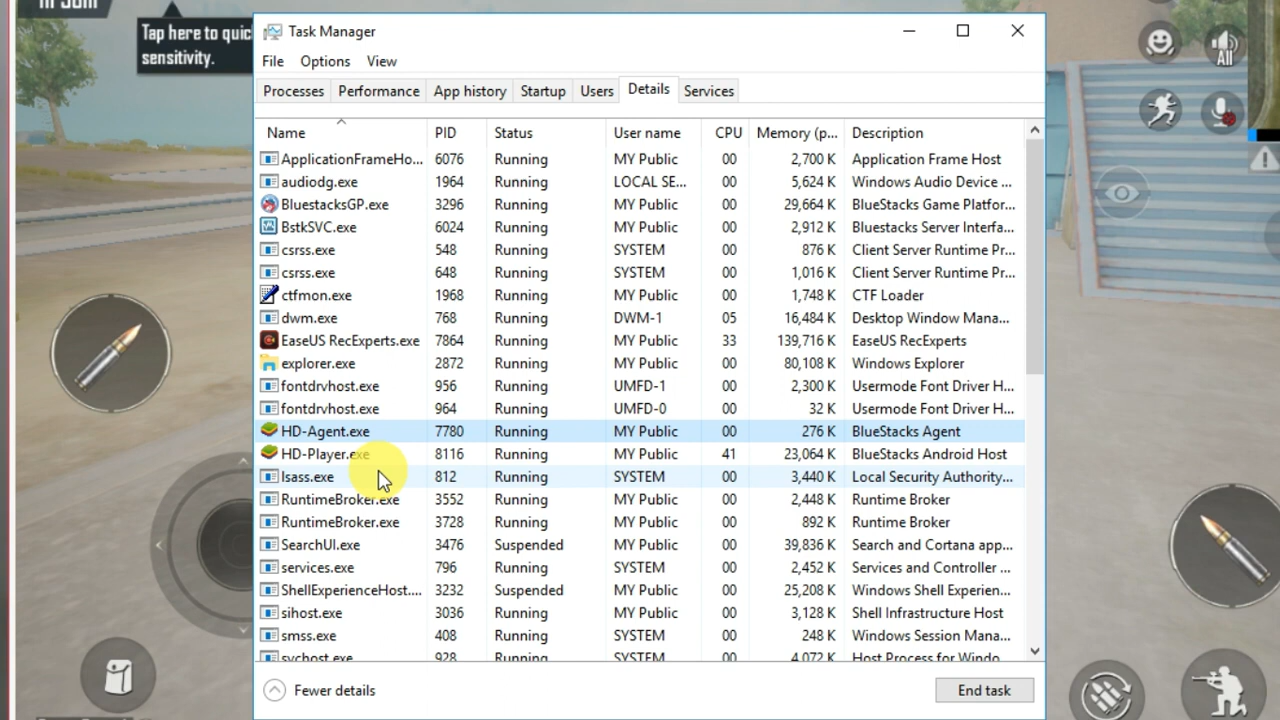 Tap here to quic
sensitivity.
All
Task Manager
File Options View
Processes Performance App history Startup Users Details Services
Name PID Status User name CPU Memory (p... Description
ApplicationFrameHo... 6076 Running MY Public 00 2,700 K Application Frame Host
audiodg.exe 1964 Running LOCAL SE... 00 5,624 K Windows Audio Device ...
BluestacksGP.exe 3296 Running MY Public 00 29,664 K BlueStacks Game Platfor...
BstkSVC.exe 6024 Running MY Public 00 2,912 K Bluestacks Server Interfa...
csrss.exe 548 Running SYSTEM 00 876 K Client Server Runtime Pr...
csrss.exe 648 Running SYSTEM 00 1,016 K Client Server Runtime Pr...
ctfmon.exe 1968 Running MY Public 00 1,748 K CTF Loader
dwm.exe 768 Running DWM-1 05 16,484 K Desktop Window Mana...
EaseUS RecExperts.exe 7864 Running MY Public 33 139,716 K EaseUS RecExperts
explorer.exe 2872 Running MY Public 00 80,108 K Windows Explorer
fontdrvhost.exe 956 Running UMFD-1 00 2,300 K Usermode Font Driver H...
fontdrvhost.exe 964 Running UMFD-0 00 32 K Usermode Font Driver H...
HD-Agent.exe 7780 Running MY Public 00 276 K BlueStacks Agent
HD-Player.exe 8116 Running MY Public 41 23,064 K BlueStacks Android Host
lsass.exe 812 Running SYSTEM 00 3,440 K Local Security Authority...
RuntimeBroker.exe 3552 Running MY Public 00 2,448 K Runtime Broker
RuntimeBroker.exe 3728 Running MY Public 00 892 K Runtime Broker
SearchUI.exe 3476 Suspended MY Public 00 39,836 K Search and Cortana app...
services.exe 796 Running SYSTEM 00 2,452 K Services and Controller ...
ShellExperienceHost.... 3232 Suspended MY Public 00 25,208 K Windows Shell Experien...
sihost.exe 3036 Running MY Public 00 3,128 K Shell Infrastructure Host
smss.exe 408 Running SYSTEM 00 248 K Windows Session Mana...
svchost.exe 928 Running SYSTEM 00 4,072 K Host Process for Windo...
Fewer details End task